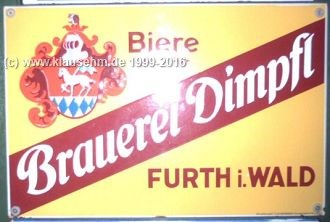 Biere
(c) www.klausehm.de 1999-2016
Brauerei Dimpfl
FURTH i. WALD